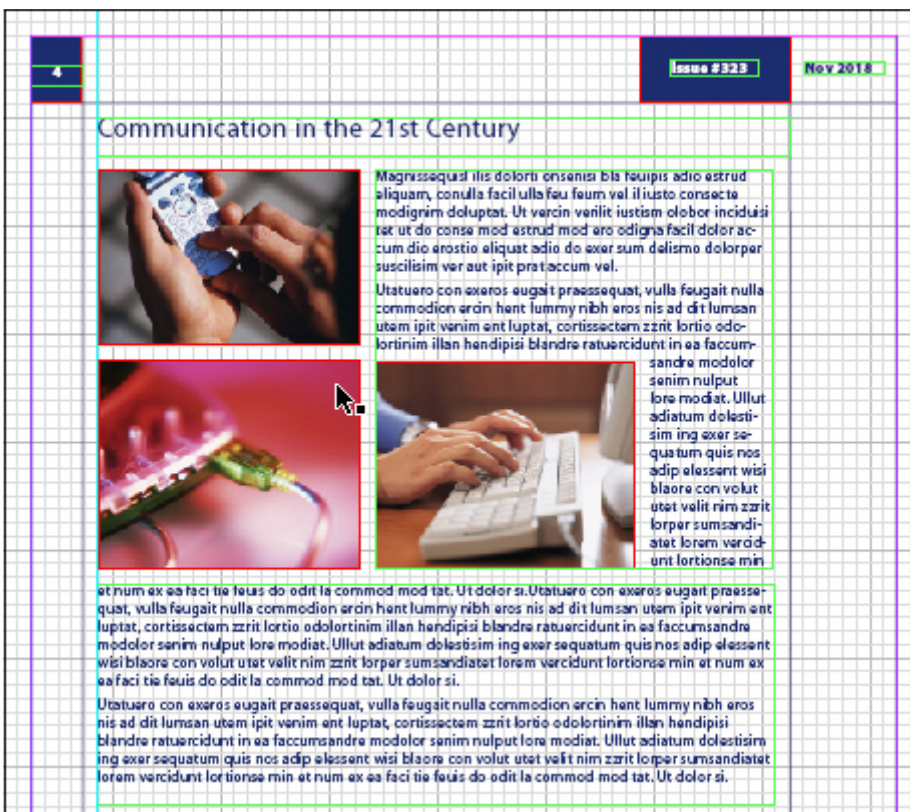 4
Issue #323
Nov 2018
Communication in the 21st Century
Magnissequisl ilis dolorti onsenisi bla feuipis adio estrud
eliquam, conulla facil ulla feu feum vel il iusto consecte
modignim doluptat. Ut vercin verilit iustism olobor inciduisi
tet ut do conse mod estrud mod ero odigna facil dolor ac-
cum dio erostio eliquat adio do exer sum delismo dolorper
suscilisim ver aut ipit prat accum vel.
Utatuero con exeros eugait praessequat, vulla feugait nulla
commodion ercin hent lummy nibh eros nis ad dit lumsan
utem ipit venim ent luptat, cortissectem zzrit lortio odo-
lortinim illan hendipisi blandre ratuercidunt in ea faccum-
sandre modolor
senim nulput
lore modiat. Ullut
adiatum dolesti-
sim ing exer se-
quatum quis nos
adip elessent wisi
blaore con volut
utet velit nim zzrit
lorper sumsandi-
atet lorem vercid-
unt lortionse min
et num ex ea faci tie feuis do odit la commod mod tat. Ut dolor si.Utatuero con exeros eugait praesse-
quat, vulla feugait nulla commodion ercin hent lummy nibh eros nis ad dit lumsan utem ipit venim ent
luptat, cortissectem zzrit lortio odolortinim illan hendipisi blandre ratuercidunt in ea faccumsandre
modolor senim nulput lore modiat. Ullut adiatum dolestisim ing exer sequatum quis nos adip elessent
wisi blaore con volut utet velit nim zzrit lorper sumsandiatet lorem vercidunt lortionse min et num ex
ea faci tie feuis do odit la commod mod tat. Ut dolor si.
Utatuero con exeros eugait praessequat, vulla feugait nulla commodion ercin hent lummy nibh eros
nis ad dit lumsan utem ipit venim ent luptat, cortissectem zzrit lortio odolortinim illan hendipisi
blandre ratuercidunt in ea faccumsandre modolor senim nulput lore modiat. Ullut adiatum dolestisim
ing exer sequatum quis nos adip elessent wisi blaore con volut utet velit nim zzrit lorper sumsandiatet
lorem vercidunt lortionse min et num ex ea faci tie feuis do odit la commod mod tat. Ut dolor si.